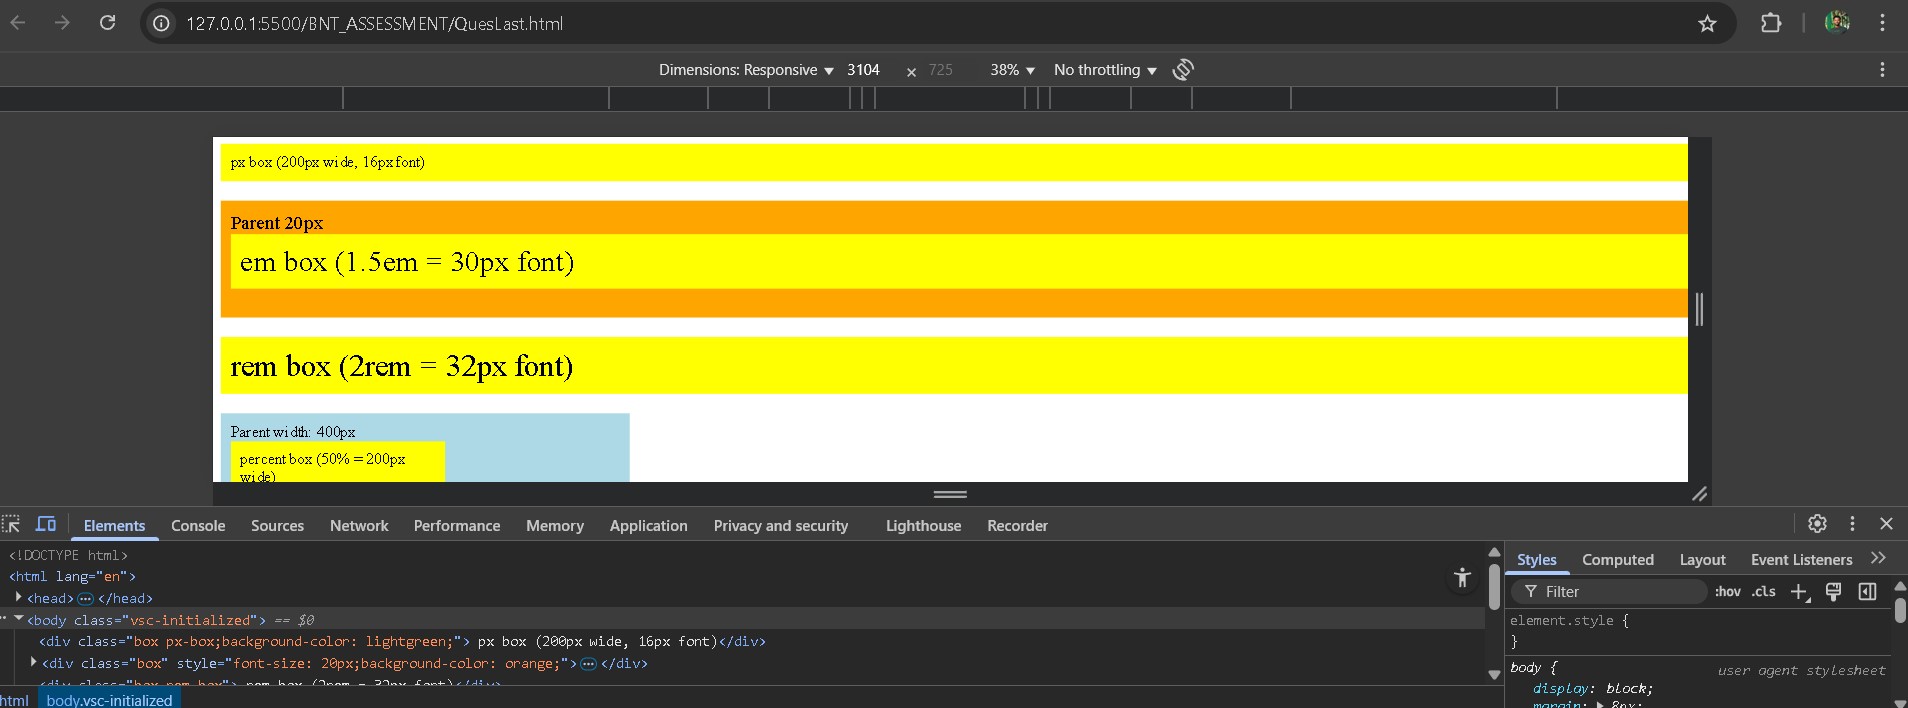 127.0.0.1:5500/BNT_ASSESSMENT/QuesLast.html
Dimensions: Responsive 3104 × 725 38% No throttling
px box (200px wide, 16px font)
Parent 20px
em box (1.5em = 30px font)
rem box (2rem = 32px font)
Parent width: 400px
percent box (50% = 200px
wide)
Elements Console Sources Network Performance Memory Application Privacy and security Lighthouse Recorder
<!DOCTYPE html>
<html lang="en">
<head> </head>
<body class="vsc-initialized"> == $0
<div class="box px-box;background-color: lightgreen;"> px box (200px wide, 16px font)</div>
<div class="box" style="font-size: 20px;background-color: orange;"> </div>
<div class="box rem-box"> rem box (2rem = 32px font)</div>
html body.vsc-initialized
Styles Computed Layout Event Listeners
Filter :hov .cls
element.style {
}
body { user agent stylesheet
display: block;
margin: 8px;